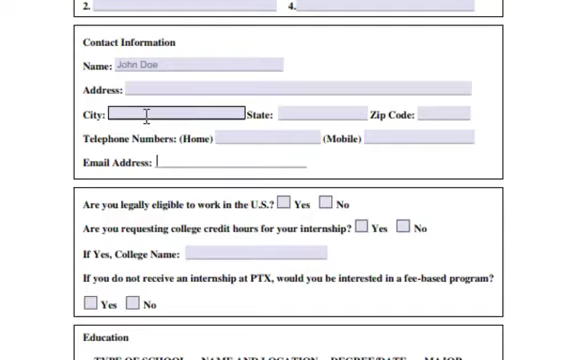 2. 4.
Contact Information
Name: John Doe
Address:
City: State: Zip Code:
Telephone Numbers: (Home) (Mobile)
Email Address:
Are you legally eligible to work in the U.S.? Yes No
Are you requesting college credit hours for your internship? Yes No
If Yes, College Name:
If you do not receive an internship at PTX, would you be interested in a fee-based program?
Yes No
Education
TYPE OF SCHOOL NAME AND LOCATION DEGREE/DATE MAJOR